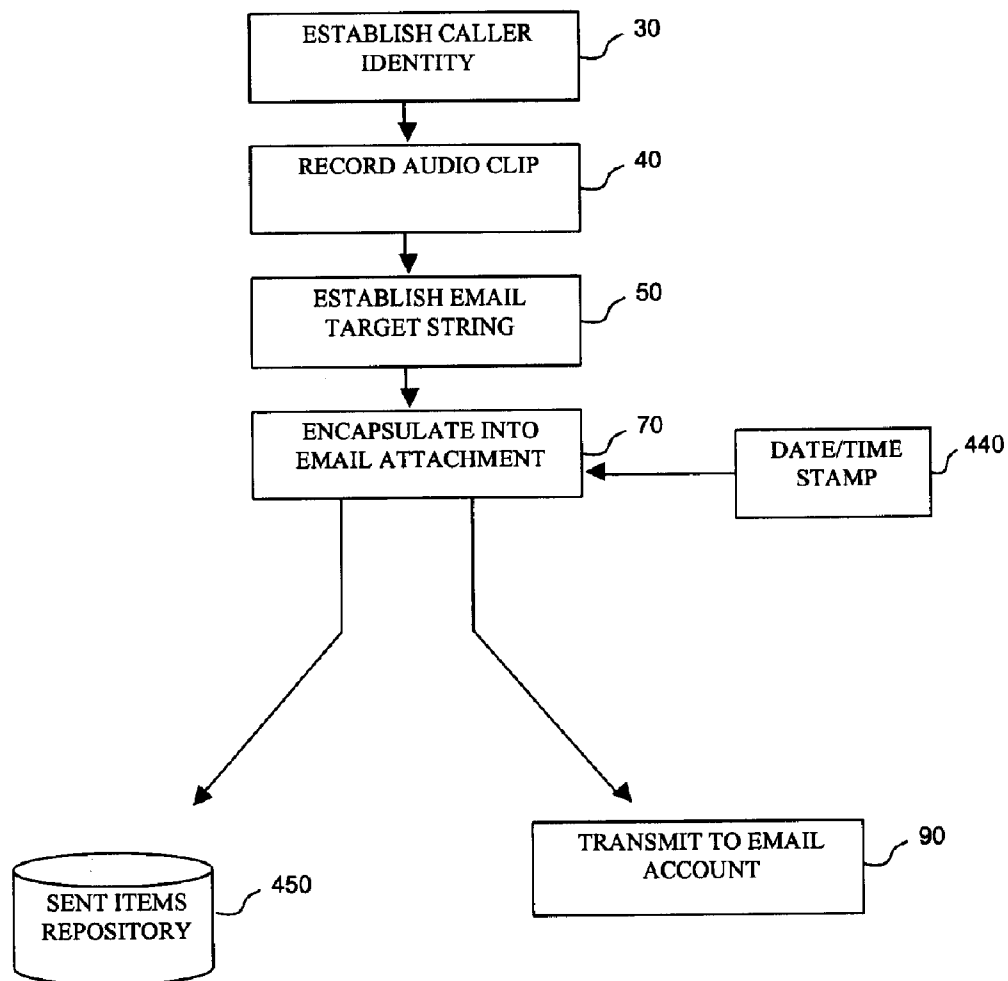 ESTABLISH CALLER
IDENTITY
30
RECORD AUDIO CLIP
40
ESTABLISH EMAIL
TARGET STRING
50
ENCAPSULATE INTO
EMAIL ATTACHMENT
70
DATE/TIME
STAMP
440
SENT ITEMS
REPOSITORY
450
TRANSMIT TO EMAIL
ACCOUNT
90